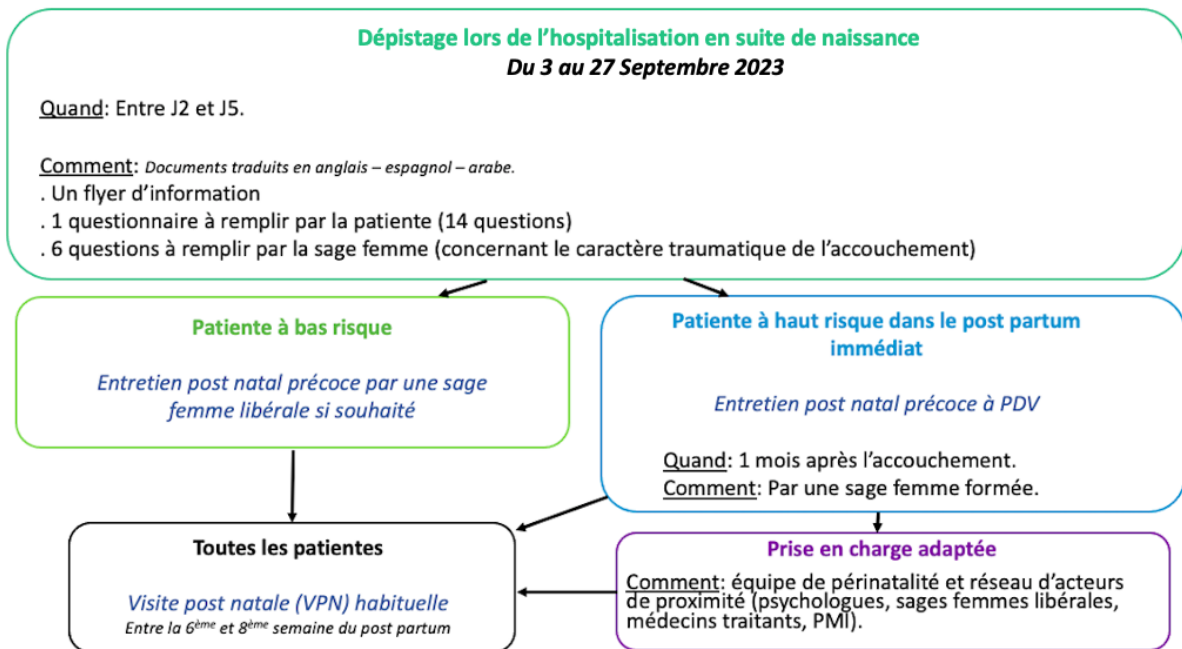 Dépistage lors de l’hospitalisation en suite de naissance
Du 3 au 27 Septembre 2023
Quand: Entre J2 et J5.
Comment: Documents traduits en anglais – espagnol – arabe.
. Un flyer d’information
. 1 questionnaire à remplir par la patiente (14 questions)
. 6 questions à remplir par la sage femme (concernant le caractère traumatique de l’accouchement)
Patiente à bas risque
Entretien post natal précoce par une sage
femme libérale si souhaité
Patiente à haut risque dans le post partum
immédiat
Entretien post natal précoce à PDV
Quand: 1 mois après l’accouchement.
Comment: Par une sage femme formée.
Toutes les patientes
Visite post natale (VPN) habituelle
Entre la 6ème et 8ème semaine du post partum
Prise en charge adaptée
Comment: équipe de périnatalité et réseau d’acteurs
de proximité (psychologues, sages femmes libérales,
médecins traitants, PMI).